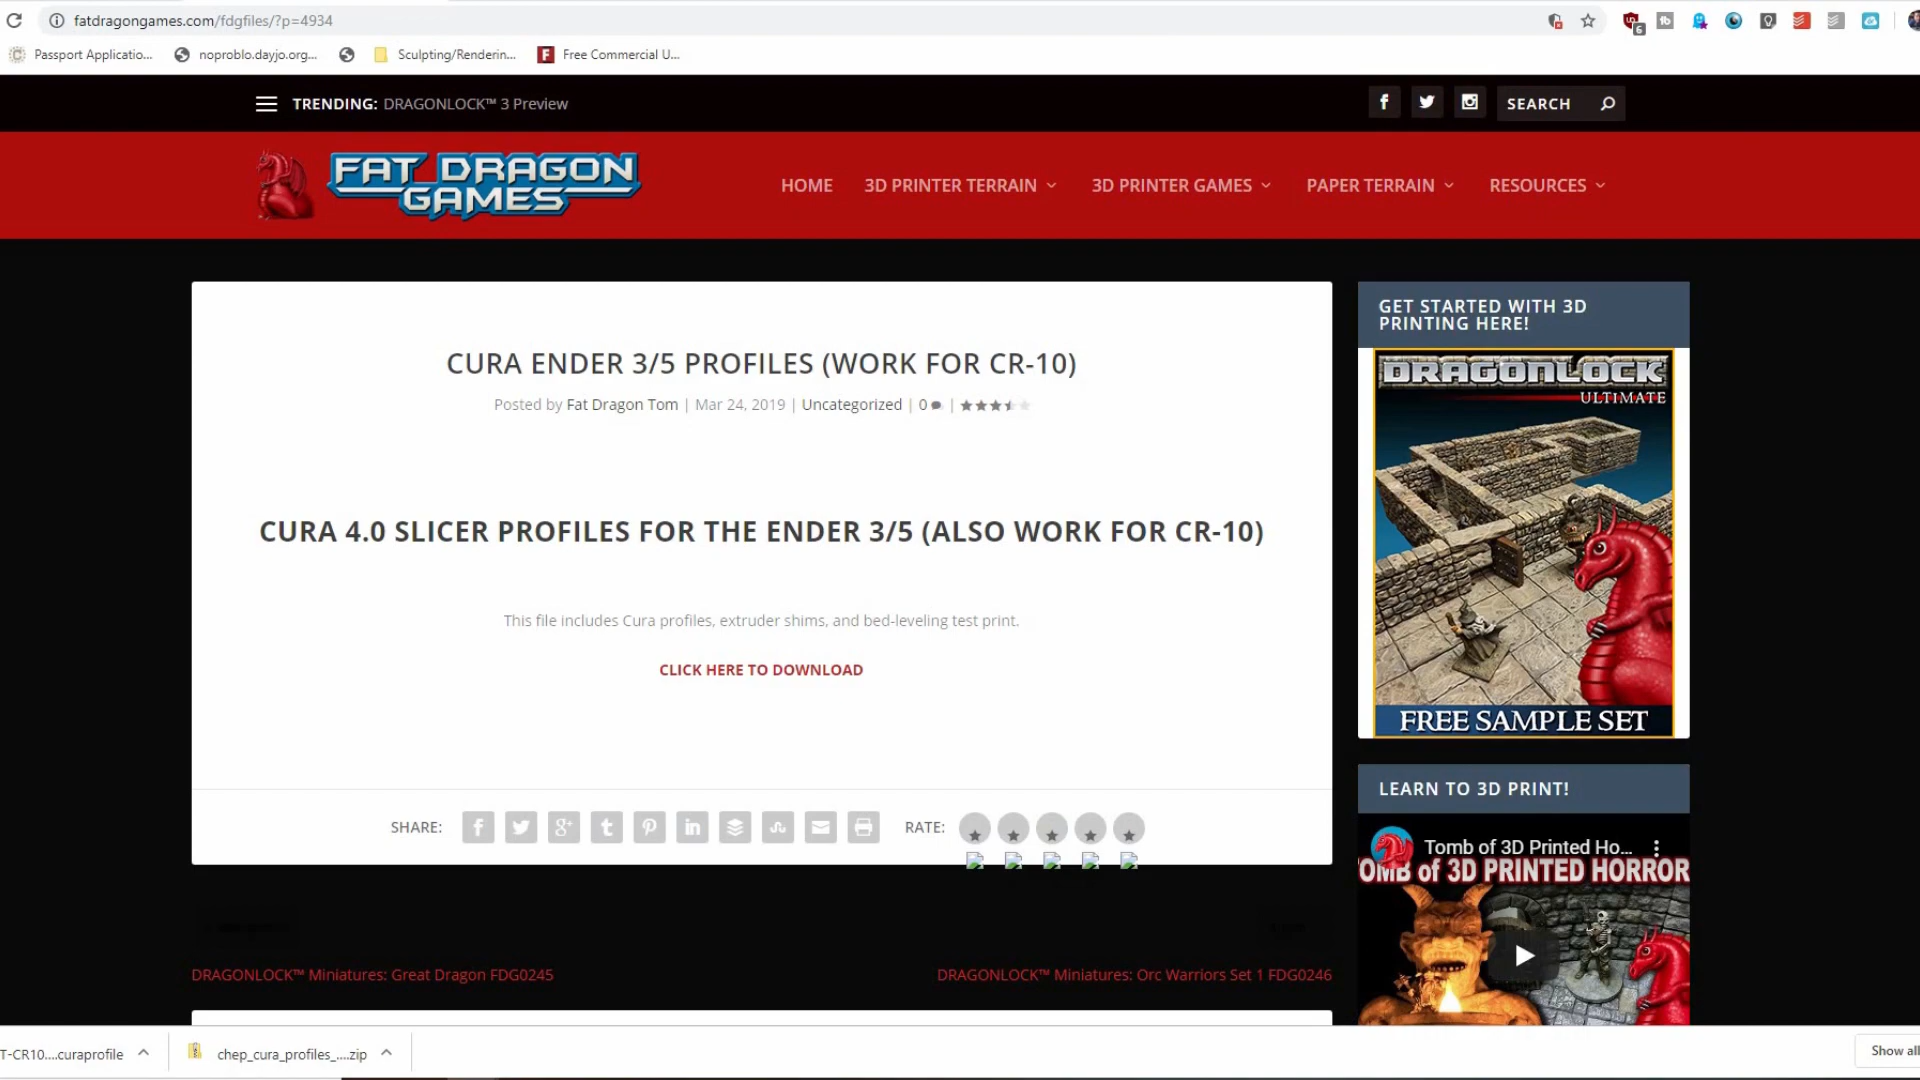 fatdragongames.com/fdgfiles/?p=4934
6
Passport Applicatio...
noproblo.dayjo.org...
Sculpting/Renderin...
Free Commercial U...
TRENDING: DRAGONLOCK™ 3 Preview
SEARCH
FAT DRAGON
GAMES
HOME
3D PRINTER TERRAIN
3D PRINTER GAMES
PAPER TERRAIN
RESOURCES
CURA ENDER 3/5 PROFILES (WORK FOR CR-10)
Posted by Fat Dragon Tom | Mar 24, 2019 | Uncategorized | 0 |
CURA 4.0 SLICER PROFILES FOR THE ENDER 3/5 (ALSO WORK FOR CR-10)
This file includes Cura profiles, extruder shims, and bed-leveling test print.
CLICK HERE TO DOWNLOAD
SHARE:
RATE:
DRAGONLOCK™ Miniatures: Great Dragon FDG0245
DRAGONLOCK™ Miniatures: Orc Warriors Set 1 FDG0246
GET STARTED WITH 3D
PRINTING HERE!
DRAGONLOCK
ULTIMATE
FREE SAMPLE SET
LEARN TO 3D PRINT!
Tomb of 3D Printed Ho...
OMB of 3D PRINTED HORROR
T-CR10....curaprofile
chep_cura_profiles_....zip
Show all